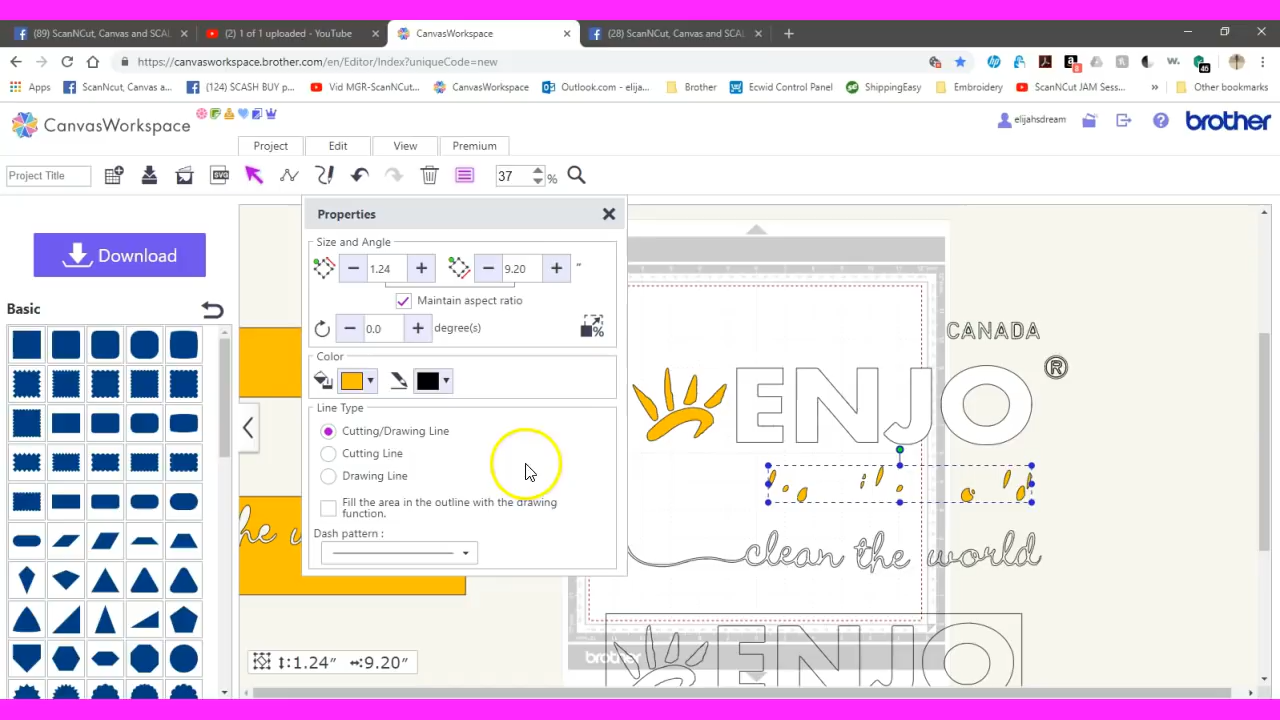 (89) ScanNCut, Canvas and SCAL
(2) 1 of 1 uploaded - YouTube
CanvasWorkspace
(28) ScanNCut, Canvas and SCAL
https://canvasworkspace.brother.com/en/Editor/Index?uniqueCode=new
Apps
ScanNCut, Canvas a...
(124) SCASH BUY p...
Vid MGR-ScanNCut...
CanvasWorkspace
Outlook.com - elija...
Brother
Ecwid Control Panel
ShippingEasy
Embroidery
ScanNCut JAM Sess...
Other bookmarks
CanvasWorkspace
elijahsdream
brother
Project
Edit
View
Premium
Project Title
SVG
37
%
Download
Basic
Properties
Size and Angle
1.24
9.20
"
Maintain aspect ratio
0.0
degree(s)
%
Color
Line Type
Cutting/Drawing Line
Cutting Line
Drawing Line
Fill the area in the outline with the drawing
function.
Dash pattern :
CANADA
ENJO
®
clean the world
ENJO
brother
1.24"
9.20"